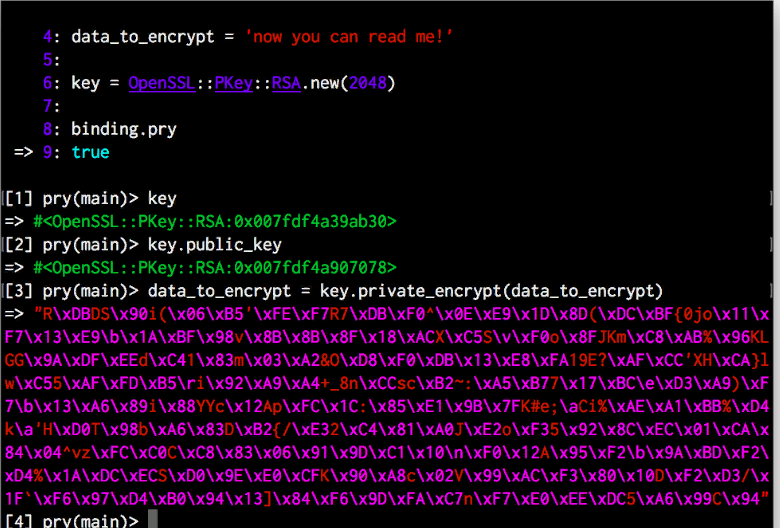 4: data_to_encrypt = 'now you can read me!'
5:
6: key = OpenSSL::PKey::RSA.new(2048)
7:
8: binding.pry
=> 9: true
[1] pry(main)> key
=> #<OpenSSL::PKey::RSA:0x007fdf4a39ab30>
[2] pry(main)> key.public_key
=> #<OpenSSL::PKey::RSA:0x007fdf4a907078>
[3] pry(main)> data_to_encrypt = key.private_encrypt(data_to_encrypt)
=> "R\xDBDS\x90i(\x06\xB5'\xFE\xF7R7\xDB\xF0^\x0E\xE9\x1D\x8D(\xDC\xBF{0jo\x11\x
F7\x13\xE9\b\x1A\xBF\x98v\x8B\x8B\x8F\x18\xACX\xC5S\v\xF0o\x8FJKm\xC8\xAB%\x96KL
GG\x9A\xDF\xEEd\xC41\x83m\x03\xA2&O\xD8\xF0\xDB\x13\xE8\xFA19E?\xAF\xCC'XH\xCA}l
w\xC55\xAF\xFD\xB5\ri\x92\xA9\xA4+_8n\xCCsc\xB2~:\xA5\xB77\x17\xBC\e\xD3\xA9)\xF
7\b\x13\xA6\x89i\x88YYc\x12Ap\xFC\x1C:\x85\xE1\x9B\x7FK#e;\aCi%\xAE\xA1\xBB%\xD4
k\a'H\xD0T\x98b\xA6\x83D\xB2{/\xE32\xC4\x81\xA0J\xE2o\xF35\x92\x8C\xEC\x01\xCA\x
84\x04^vz\xFC\xC0C\xC8\x83\x06\x91\x9D\xC1\x10\n\xF0\x12A\x95\xF2\b\x9A\xBD\xF2\
xD4%\x1A\xDC\xECS\xD0\x9E\xE0\xCFK\x90\xA8c\x02V\x99\xAC\xF3\x80\x10D\xF2\xD3/\x
1F`\xF6\x97\xD4\xB0\x94\x13]\x84\xF6\x9D\xFA\xC7n\xF7\xE0\xEE\xDC5\xA6\x99C\x94"
[4] pry(main)>